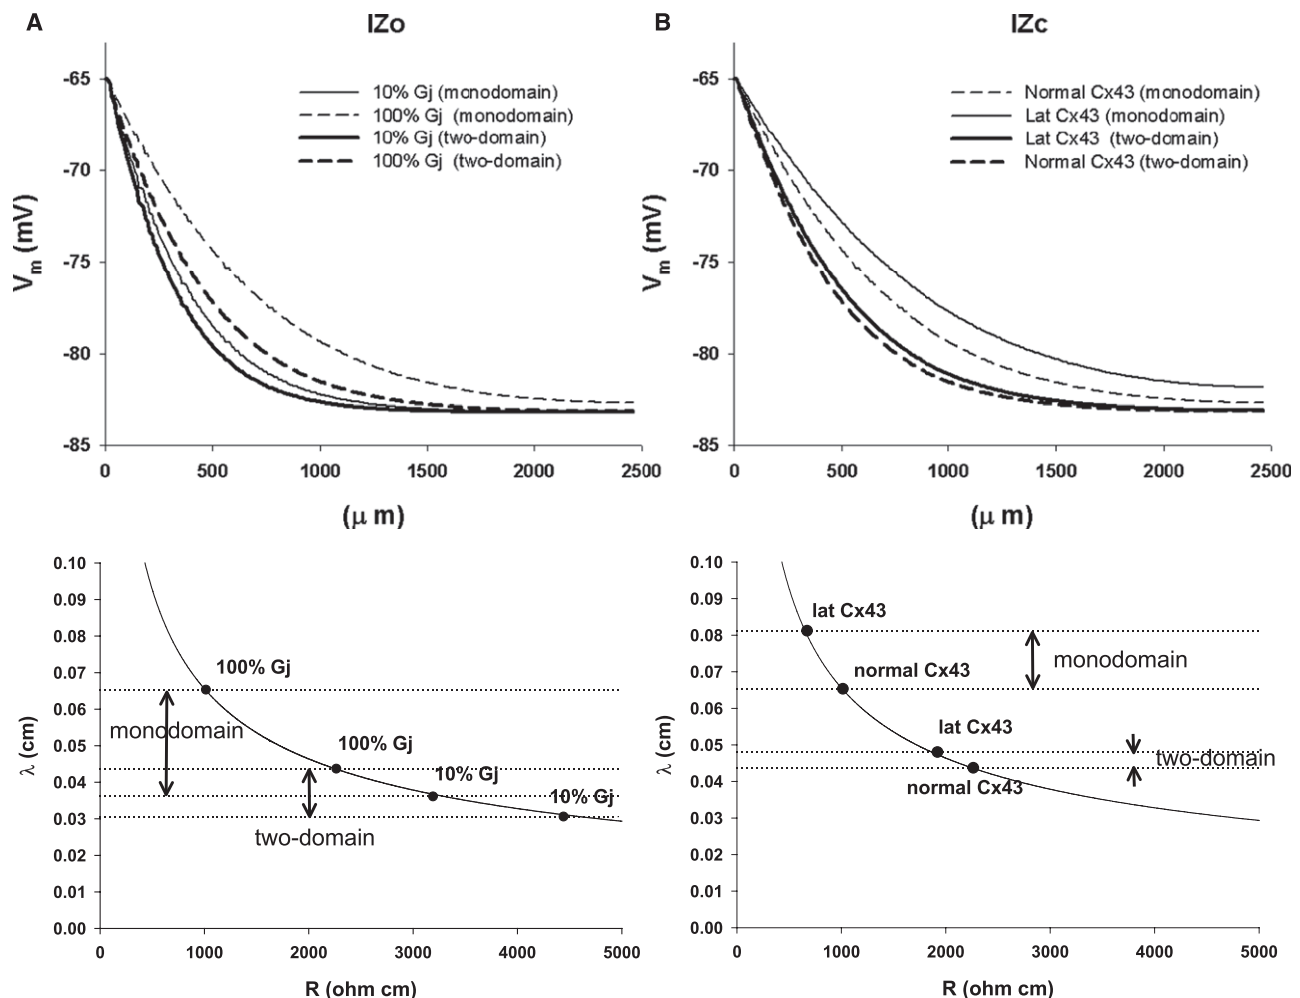 A
IZo
-65
-70
-75
-80
-85
V_m (mV)
10% Gj (monodomain)
100% Gj (monodomain)
10% Gj (two-domain)
100% Gj (two-domain)
0 500 1000 1500 2000 2500
(μ m)
B
IZc
-65
-70
-75
-80
-85
V_m (mV)
Normal Cx43 (monodomain)
Lat Cx43 (monodomain)
Lat Cx43 (two-domain)
Normal Cx43 (two-domain)
0 500 1000 1500 2000 2500
(μ m)
0.10
0.09
0.08
0.07
0.06
0.05
0.04
0.03
0.02
0.01
0.00
λ (cm)
100% Gj
monodomain
100% Gj
10% Gj
10% Gj
two-domain
0 1000 2000 3000 4000 5000
R (ohm cm)
0.10
0.09
0.08
0.07
0.06
0.05
0.04
0.03
0.02
0.01
0.00
λ (cm)
lat Cx43
monodomain
normal Cx43
lat Cx43
two-domain
normal Cx43
0 1000 2000 3000 4000 5000
R (ohm cm)